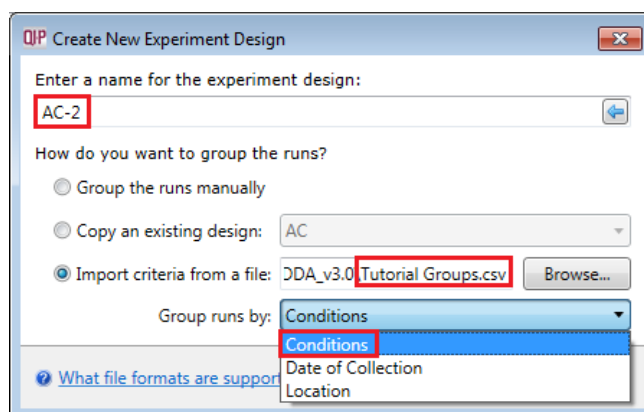 QIP Create New Experiment Design
Enter a name for the experiment design:
AC-2
How do you want to group the runs?
Group the runs manually
Copy an existing design: AC
Import criteria from a file: DDA_v3.0\Tutorial Groups.csv Browse...
Group runs by: Conditions
Conditions
Date of Collection
What file formats are suppor
Location